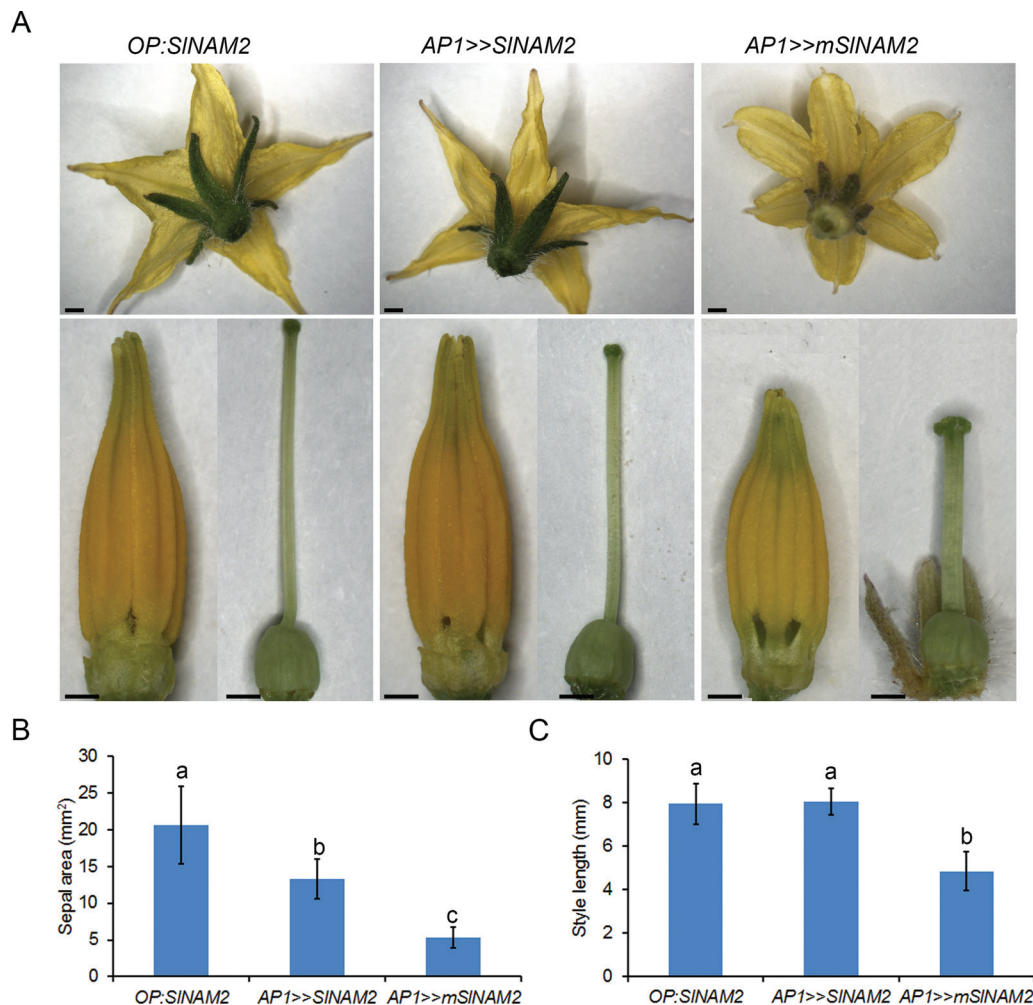 A
OP:SlNAM2
AP1>>SlNAM2
AP1>>mSlNAM2
B
C
30
25
20
15
10
5
0
Sepal area (mm²)
a
b
c
OP:SlNAM2
AP1>>SlNAM2
AP1>>mSlNAM2
10
8
6
4
2
0
Style length (mm)
a
a
b
OP:SlNAM2
AP1>>SlNAM2
AP1>>mSlNAM2